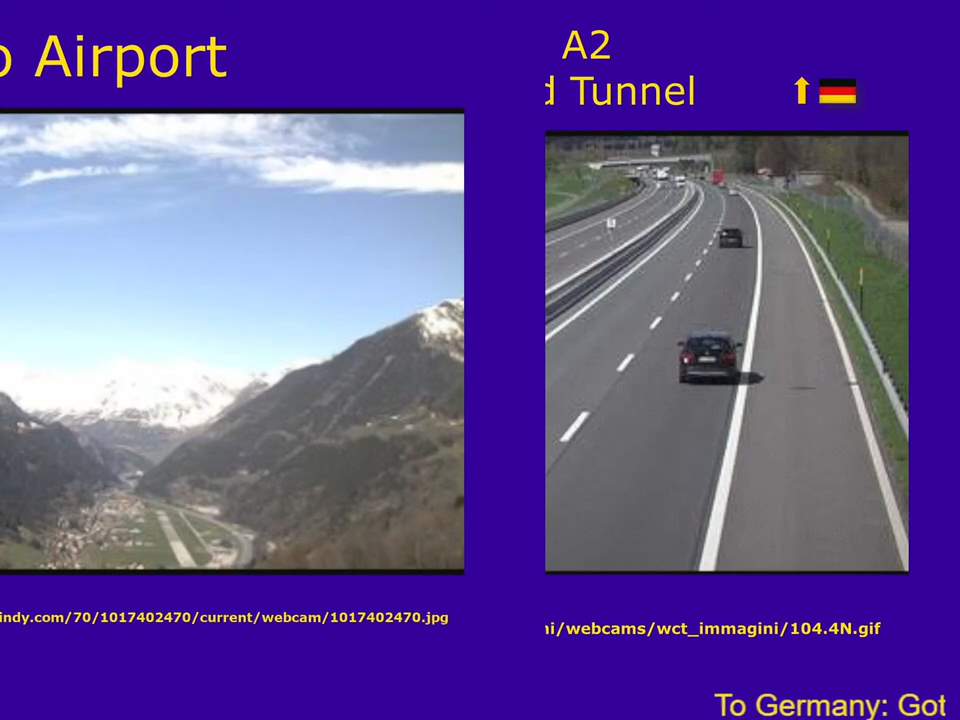 o Airport
A2
d Tunnel
indy.com/70/1017402470/current/webcam/1017402470.jpg
ni/webcams/wct_immagini/104.4N.gif
To Germany: Got